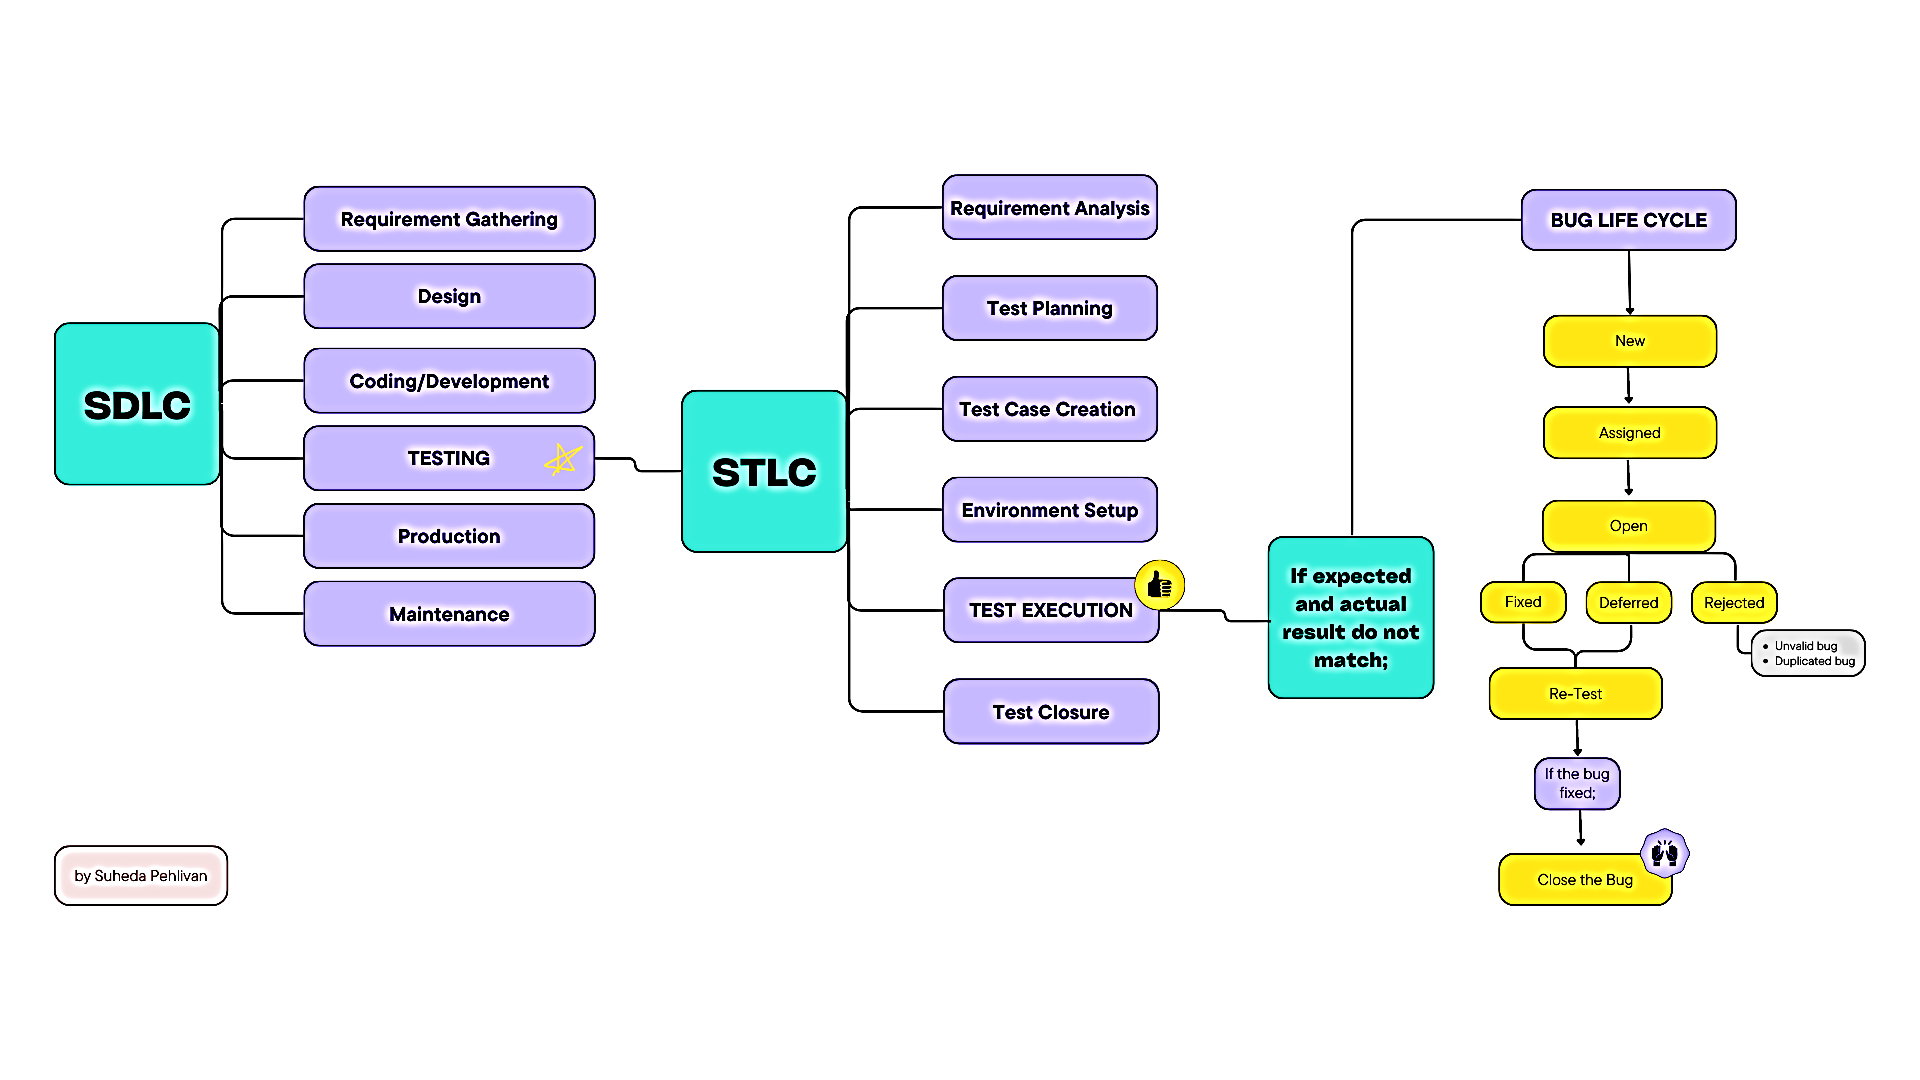 SDLC
Requirement Gathering
Design
Coding/Development
TESTING
Production
Maintenance
STLC
Requirement Analysis
Test Planning
Test Case Creation
Environment Setup
TEST EXECUTION
Test Closure
If expected
and actual
result do not
match;
BUG LIFE CYCLE
New
Assigned
Open
Fixed
Deferred
Rejected
• Unvalid bug
• Duplicated bug
Re-Test
If the bug
fixed;
Close the Bug
by Suheda Pehlivan